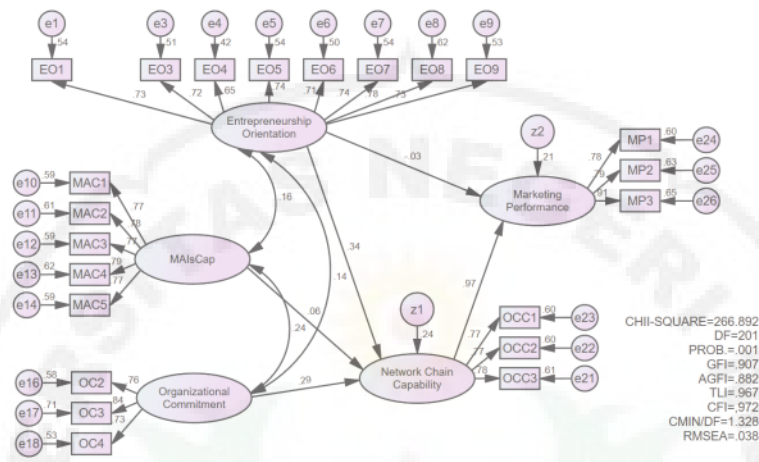 e1 e3 e4 e5 e6 e7 e8 e9
.54 .51 .42 .54 .50 .54 .62 .53
EO1 EO3 EO4 EO5 EO6 EO7 EO8 EO9
.73 .72 .65 .74 .71 .74 .78 .73
Entrepreneurship
Orientation
z2
.21
-.03
Marketing
Performance
MP1 .60 e24
MP2 .63 e25
MP3 .65 e26
.78
.79
.91
e10 .59 MAC1
e11 .61 MAC2
e12 .59 MAC3
e13 .62 MAC4
e14 .59 MAC5
.77
.78
.77
.79
.77
MAIsCap
.16
.34
.14
.97
.06
.24
z1
.24
Network Chain
Capability
OCC1 .60 e23
OCC2 .60 e22
OCC3 .61 e21
.77
.77
.78
e16 .58 OC2
e17 .71 OC3
e18 .53 OC4
.76
.84
.73
Organizational
Commitment
.29
CHII-SQUARE=266.892
DF=201
PROB.=.001
GFI=,907
AGFI=.882
TLI=.967
CFI=,972
CMIN/DF=1.328
RMSEA=.038
SITAS NEGERI